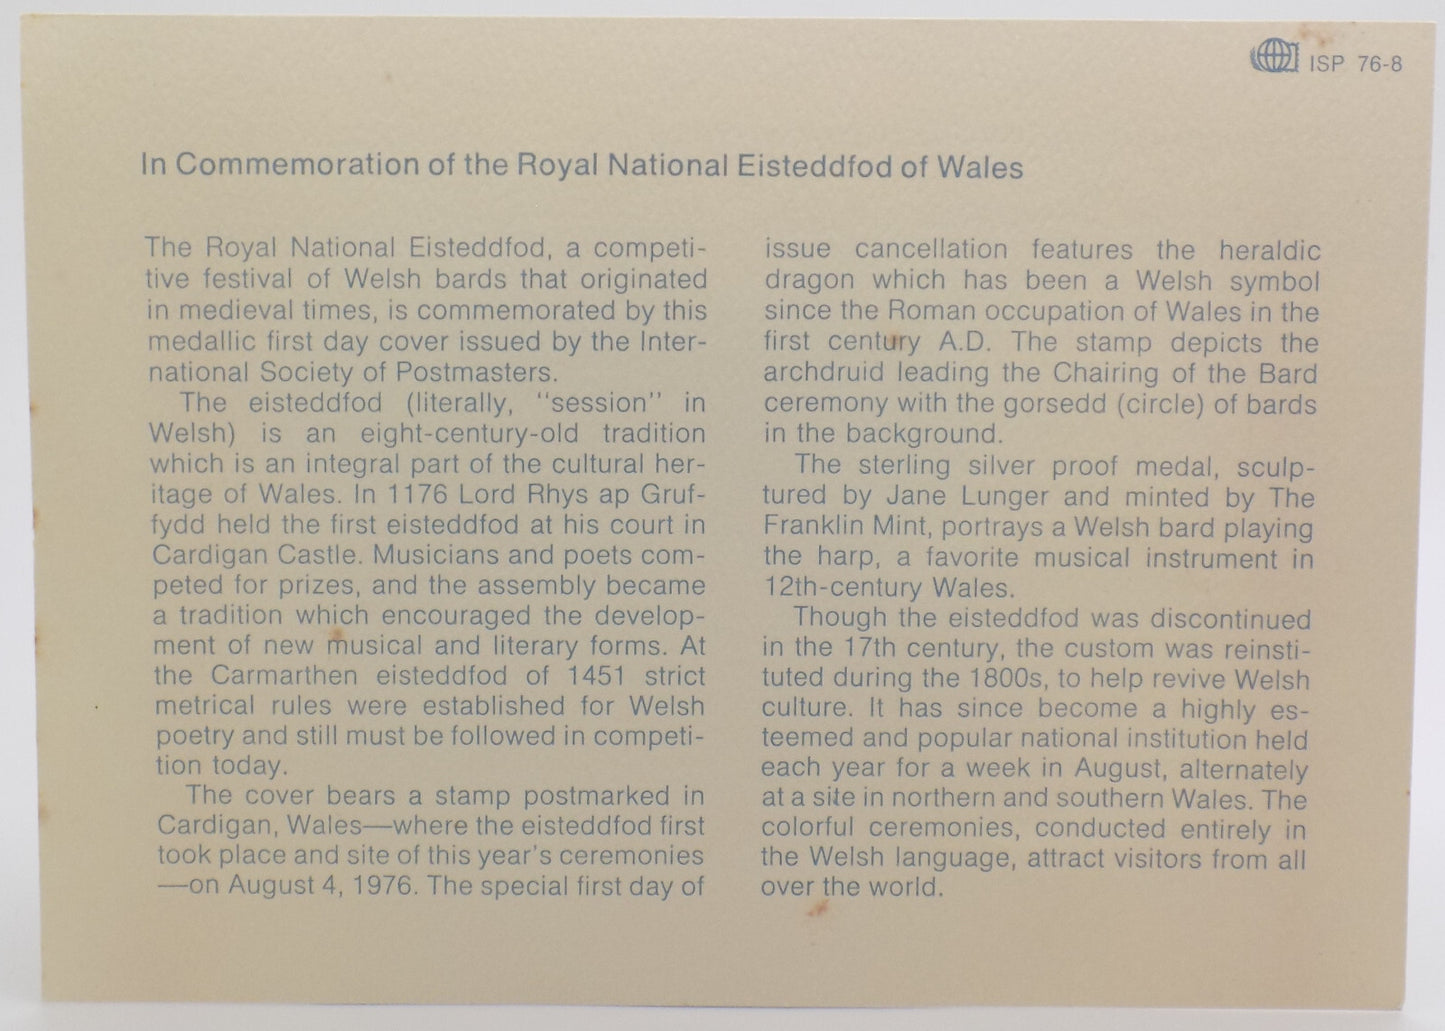 ISP 76-8
In Commemoration of the Royal National Eisteddfod of Wales
The Royal National Eisteddfod, a competi-
tive festival of Welsh bards that originated
in medieval times, is commemorated by this
medallic first day cover issued by the Inter-
national Society of Postmasters.
The eisteddfod (literally, "session" in
Welsh) is an eight-century-old tradition
which is an integral part of the cultural her-
itage of Wales. In 1176 Lord Rhys ap Gruf-
fydd held the first eisteddfod at his court in
Cardigan Castle. Musicians and poets com-
peted for prizes, and the assembly became
a tradition which encouraged the develop-
ment of new musical and literary forms. At
the Carmarthen eisteddfod of 1451 strict
metrical rules were established for Welsh
poetry and still must be followed in competi-
tion today.
The cover bears a stamp postmarked in
Cardigan, Wales—where the eisteddfod first
took place and site of this year's ceremonies
—on August 4, 1976. The special first day of
issue cancellation features the heraldic
dragon which has been a Welsh symbol
since the Roman occupation of Wales in the
first century A.D. The stamp depicts the
archdruid leading the Chairing of the Bard
ceremony with the gorsedd (circle) of bards
in the background.
The sterling silver proof medal, sculp-
tured by Jane Lunger and minted by The
Franklin Mint, portrays a Welsh bard playing
the harp, a favorite musical instrument in
12th-century Wales.
Though the eisteddfod was discontinued
in the 17th century, the custom was reinsti-
tuted during the 1800s, to help revive Welsh
culture. It has since become a highly es-
teemed and popular national institution held
each year for a week in August, alternately
at a site in northern and southern Wales. The
colorful ceremonies, conducted entirely in
the Welsh language, attract visitors from all
over the world.